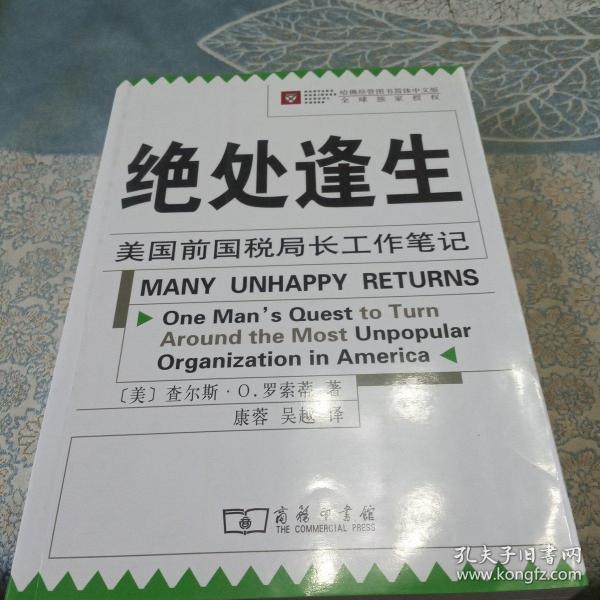 哈佛经管图书简体中文版
全球独家授权
绝处逢生
美国前国税局长工作笔记
MANY UNHAPPY RETURNS
One Man's Quest to Turn
Around the Most Unpopular
Organization in America
〔美〕查尔斯·O.罗索蒂 著
康蓉 吴越 译
商務印書館
THE COMMERCIAL PRESS
孔夫子旧书网
www.kongfz.com